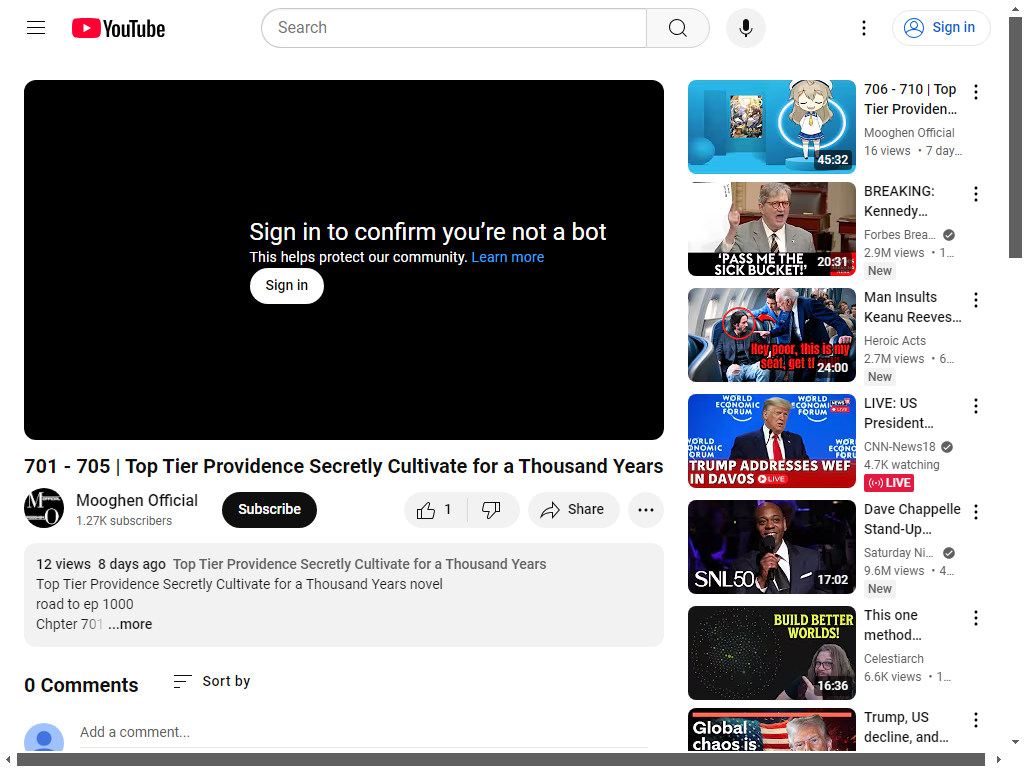 YouTube
Search
Sign in
Sign in to confirm you’re not a bot
This helps protect our community. Learn more
Sign in
701 - 705 | Top Tier Providence Secretly Cultivate for a Thousand Years
Mooghen Official
1.27K subscribers
Subscribe
1
Share
12 views 8 days ago Top Tier Providence Secretly Cultivate for a Thousand Years
Top Tier Providence Secretly Cultivate for a Thousand Years novel
road to ep 1000
Chpter 701 ...more
0 Comments
Sort by
Add a comment...
45:32
706 - 710 | Top
Tier Providen...
Mooghen Official
16 views • 7 day...
'PASS ME THE
SICK BUCKET!'
20:31
BREAKING:
Kennedy...
Forbes Brea...
2.9M views • 1...
New
Hey poor, this is my
seat, get
24:00
Man Insults
Keanu Reeves...
Heroic Acts
2.7M views • 6...
New
WORLD
ECONOMIC
FORUM
WORLD
ECONOMIC
FORUM
LIVE
TRUMP ADDRESSES WEF
IN DAVOS LIVE
LIVE: US
President...
CNN-News18
4.7K watching
LIVE
SNL50
17:02
Dave Chappelle
Stand-Up...
Saturday Ni...
9.6M views • 4...
New
BUILD BETTER
WORLDS!
16:36
This one
method...
Celestiarch
6.6K views • 1...
Global
chaos is
Trump, US
decline, and...